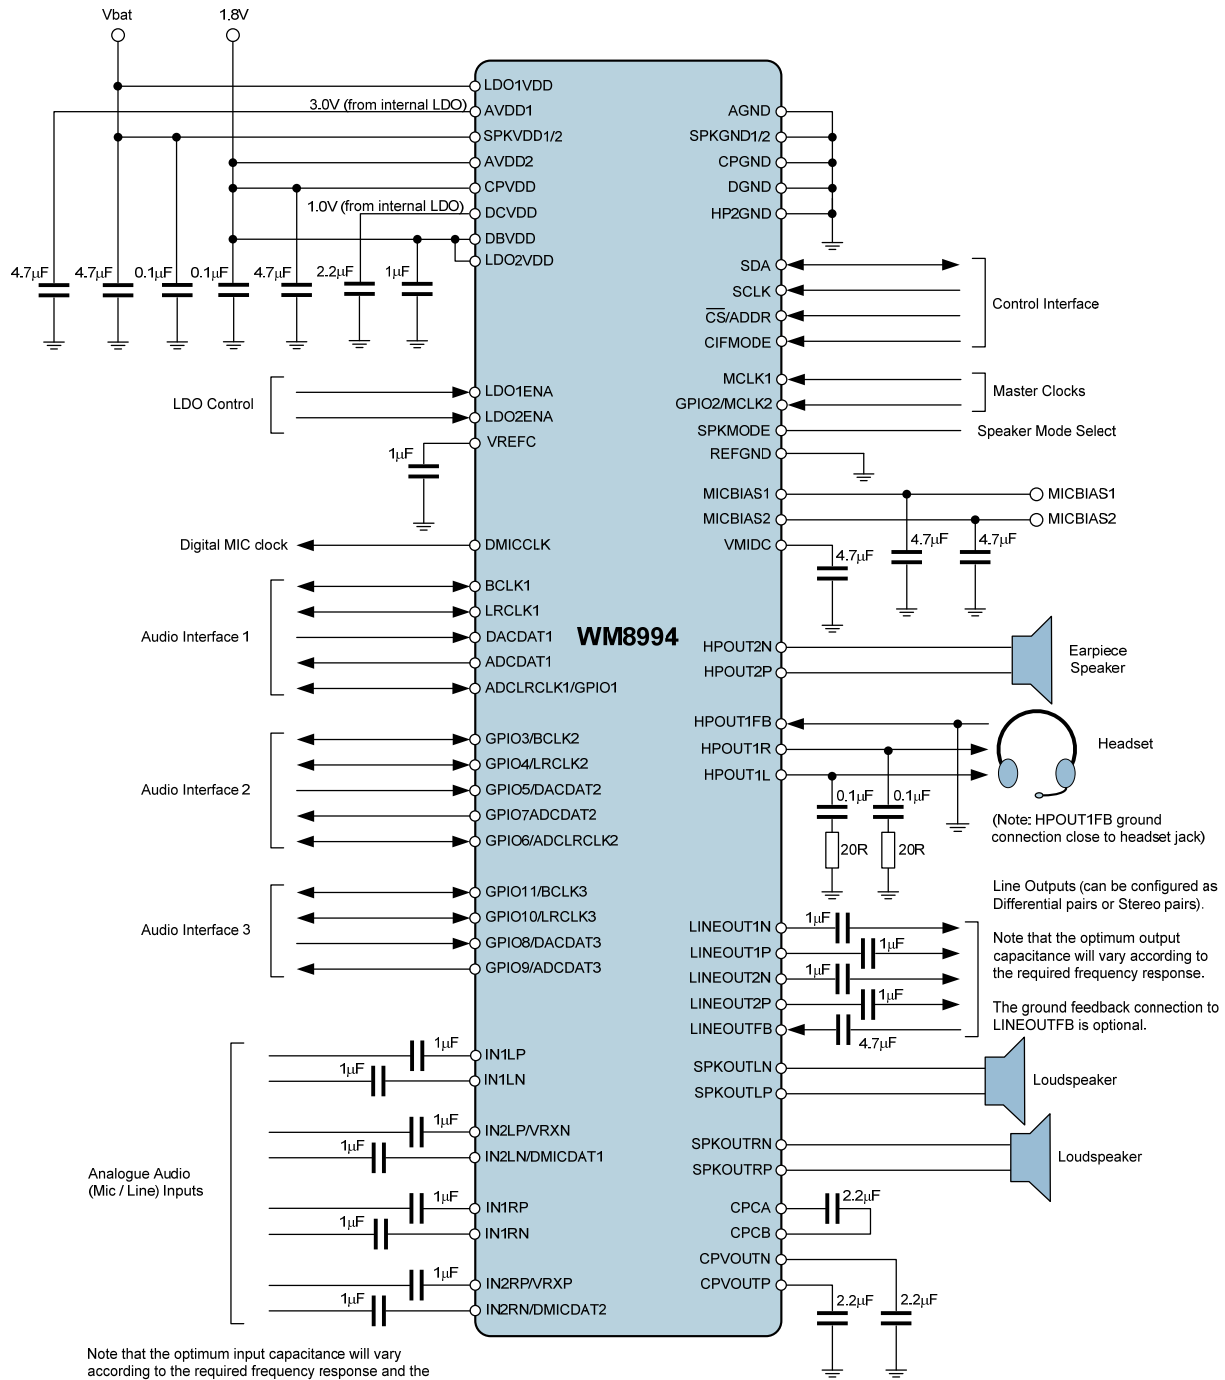 Vbat
1.8V
LDO1VDD
3.0V (from internal LDO)
AVDD1
SPKVDD1/2
AVDD2
CPVDD
1.0V (from internal LDO)
DCVDD
DBVDD
LDO2VDD
4.7µF
4.7µF
0.1µF
0.1µF
4.7µF
2.2µF
1µF
LDO Control
LDO1ENA
LDO2ENA
VREFC
1µF
Digital MIC clock
DMICCLK
Audio Interface 1
BCLK1
LRCLK1
DACDAT1
ADCDAT1
ADCLRCLK1/GPIO1
Audio Interface 2
GPIO3/BCLK2
GPIO4/LRCLK2
GPIO5/DACDAT2
GPIO7ADCDAT2
GPIO6/ADCLRCLK2
Audio Interface 3
GPIO11/BCLK3
GPIO10/LRCLK3
GPIO8/DACDAT3
GPIO9/ADCDAT3
Analogue Audio
(Mic / Line) Inputs
1µF
IN1LP
1µF
IN1LN
1µF
IN2LP/VRXN
1µF
IN2LN/DMICDAT1
1µF
IN1RP
1µF
IN1RN
1µF
IN2RP/VRXP
1µF
IN2RN/DMICDAT2
Note that the optimum input capacitance will vary
according to the required frequency response and the
WM8994
AGND
SPKGND1/2
CPGND
DGND
HP2GND
SDA
SCLK
CS/ADDR
CIFMODE
Control Interface
MCLK1
GPIO2/MCLK2
Master Clocks
SPKMODE
Speaker Mode Select
REFGND
MICBIAS1
MICBIAS1
MICBIAS2
MICBIAS2
VMIDC
4.7µF
4.7µF
4.7µF
HPOUT2N
HPOUT2P
Earpiece
Speaker
HPOUT1FB
HPOUT1R
HPOUT1L
Headset
0.1µF
0.1µF
20R
20R
(Note: HPOUT1FB ground
connection close to headset jack)
Line Outputs (can be configured as
Differential pairs or Stereo pairs).
Note that the optimum output
capacitance will vary according to
the required frequency response.
The ground feedback connection to
LINEOUTFB is optional.
LINEOUT1N
1µF
LINEOUT1P
1µF
LINEOUT2N
1µF
LINEOUT2P
1µF
LINEOUTFB
4.7µF
SPKOUTLN
SPKOUTLP
Loudspeaker
SPKOUTRN
SPKOUTRP
Loudspeaker
CPCA
2.2µF
CPCB
CPVOUTN
CPVOUTP
2.2µF
2.2µF